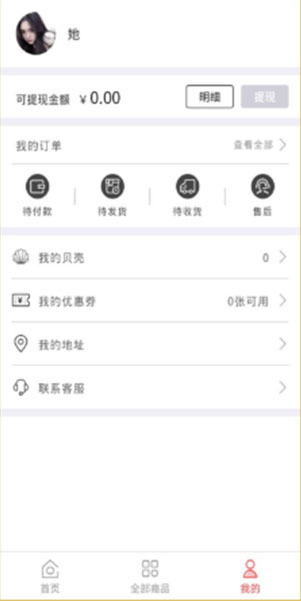 她
可提现金额 ￥0.00 明细 提现
我的订单 查看全部
待付款 待发货 待收货 售后
我的贝壳 0
我的优惠劵 0张可用
我的地址
联系客服
首页 全部商品 我的